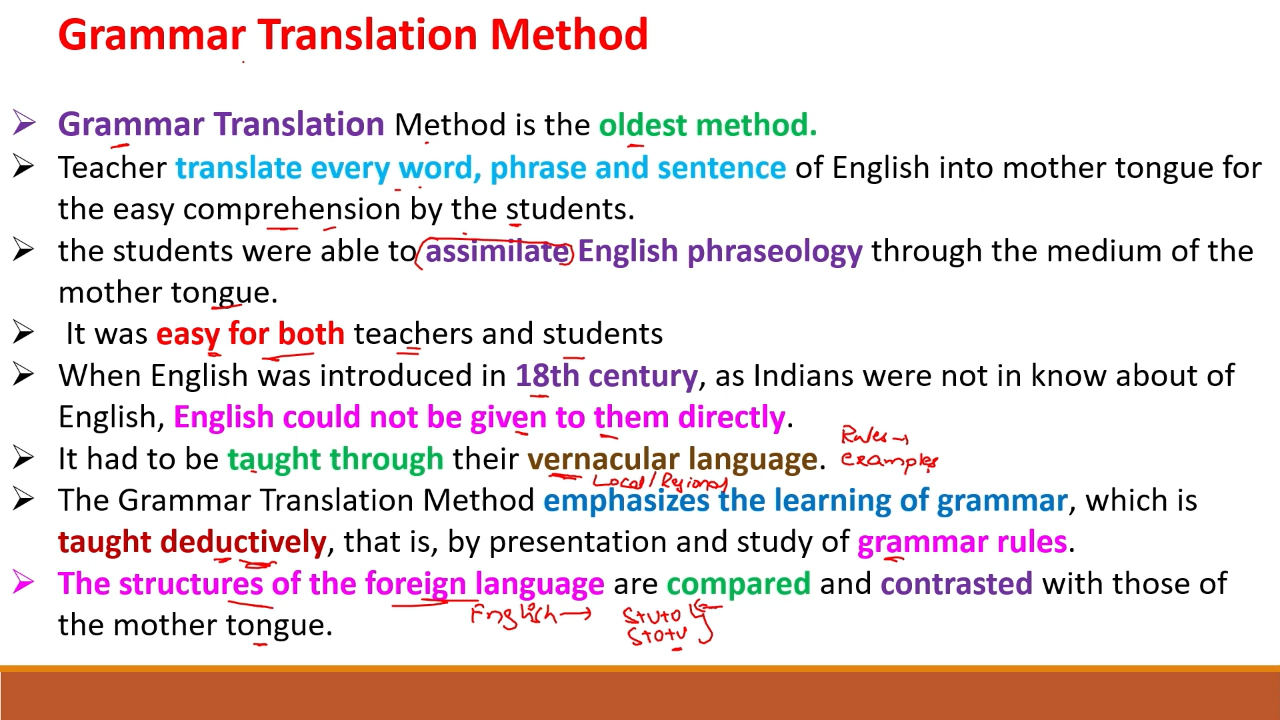 Grammar Translation Method
➢ Grammar Translation Method is the oldest method.
➢ Teacher translate every word, phrase and sentence of English into mother tongue for
the easy comprehension by the students.
➢ the students were able to assimilate English phraseology through the medium of the
mother tongue.
➢ It was easy for both teachers and students
➢ When English was introduced in 18th century, as Indians were not in know about of
English, English could not be given to them directly.
Rules →
➢ It had to be taught through their vernacular language. examples
Local/Regional
➢ The Grammar Translation Method emphasizes the learning of grammar, which is
taught deductively, that is, by presentation and study of grammar rules.
➢ The structures of the foreign language are compared and contrasted with those of
English → S+V+O
the mother tongue. S+O+V